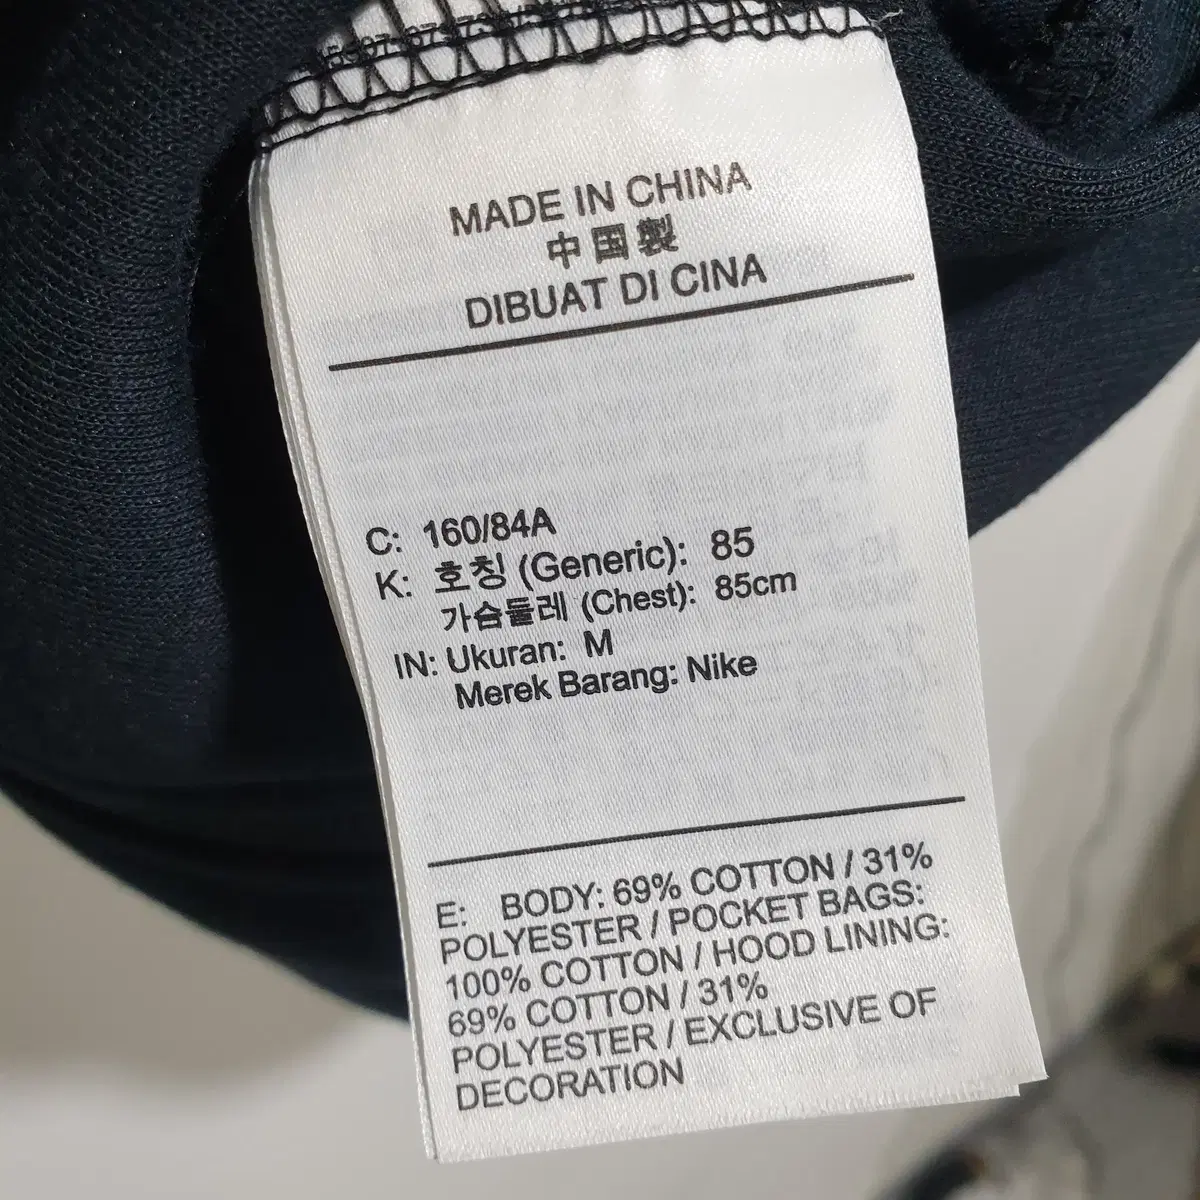 MADE IN CHINA
中国製
DIBUAT DI CINA
C: 160/84A
K: 호칭 (Generic): 85
가슴둘레 (Chest): 85cm
IN: Ukuran: M
Merek Barang: Nike
E: BODY: 69% COTTON / 31%
POLYESTER / POCKET BAGS:
100% COTTON / HOOD LINING:
69% COTTON / 31%
POLYESTER / EXCLUSIVE OF
DECORATION